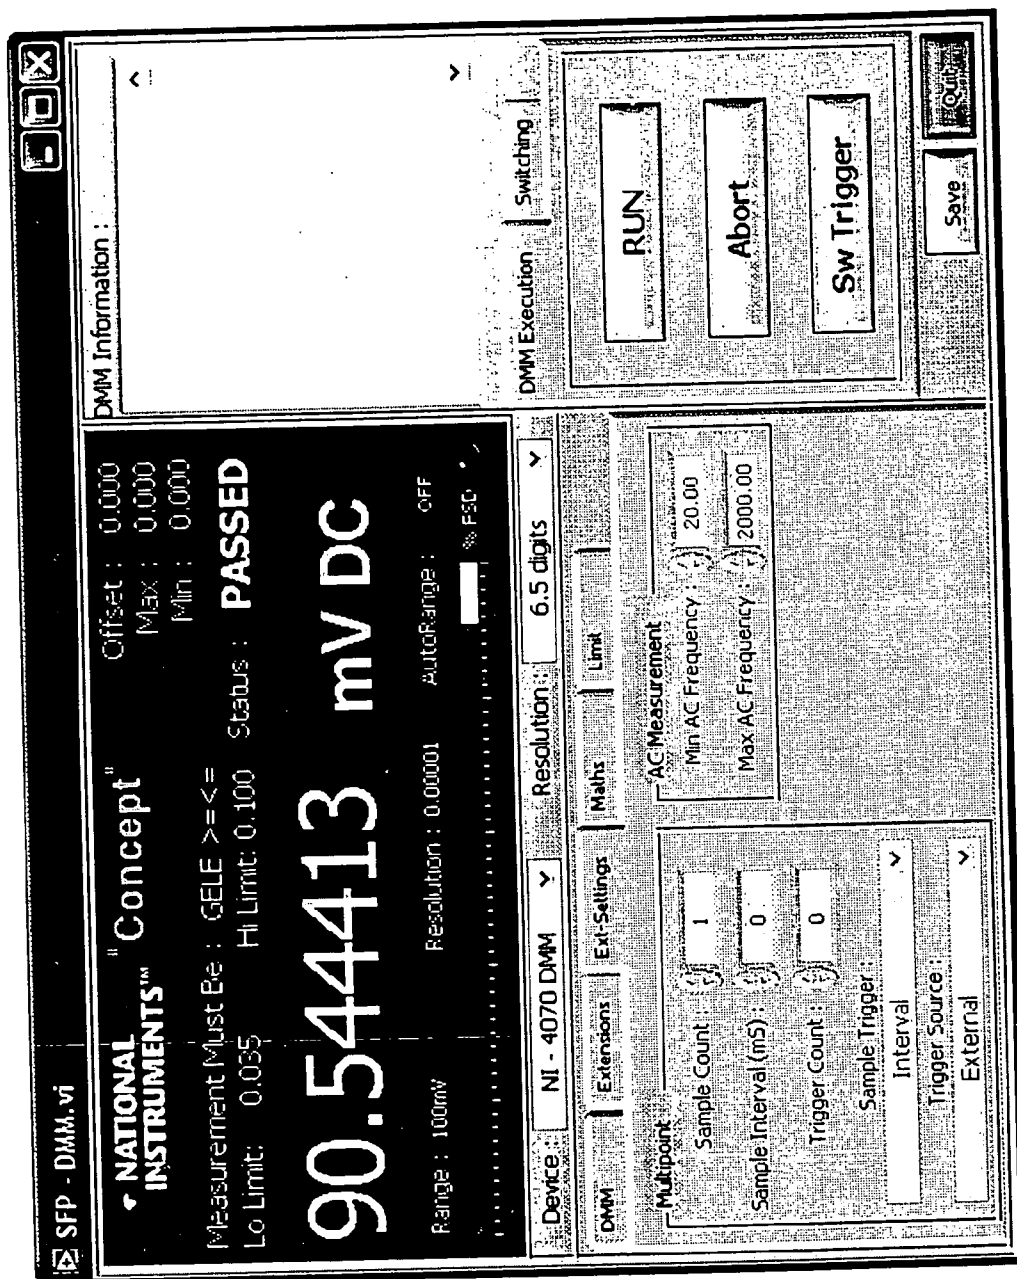 SFP - DMM.vi
NATIONAL INSTRUMENTS™ "Concept"
Offset : 0.000
Max : 0.000
Min : 0.000
Measurement Must Be : GELE >=<=
Lo Limit: 0.035 Hi Limit: 0.100 Status : PASSED
90.54413 mV DC
Range : 100mV Resolution : 0.00001 AutoRange : OFF
% FSD
DMM Information :
Device : NI - 4070 DMM Resolution : 6.5 digits
DMM Extensions Ext-Settings Maths Limit
Multipoint
Sample Count : 1
Sample Interval (mS) : 0
Trigger Count : 0
Sample Trigger :
Interval
Trigger Source :
External
AC Measurement
Min AC Frequency : 20.00
Max AC Frequency : 2000.00
DMM Execution Switching
RUN
Abort
Sw Trigger
Save Quit